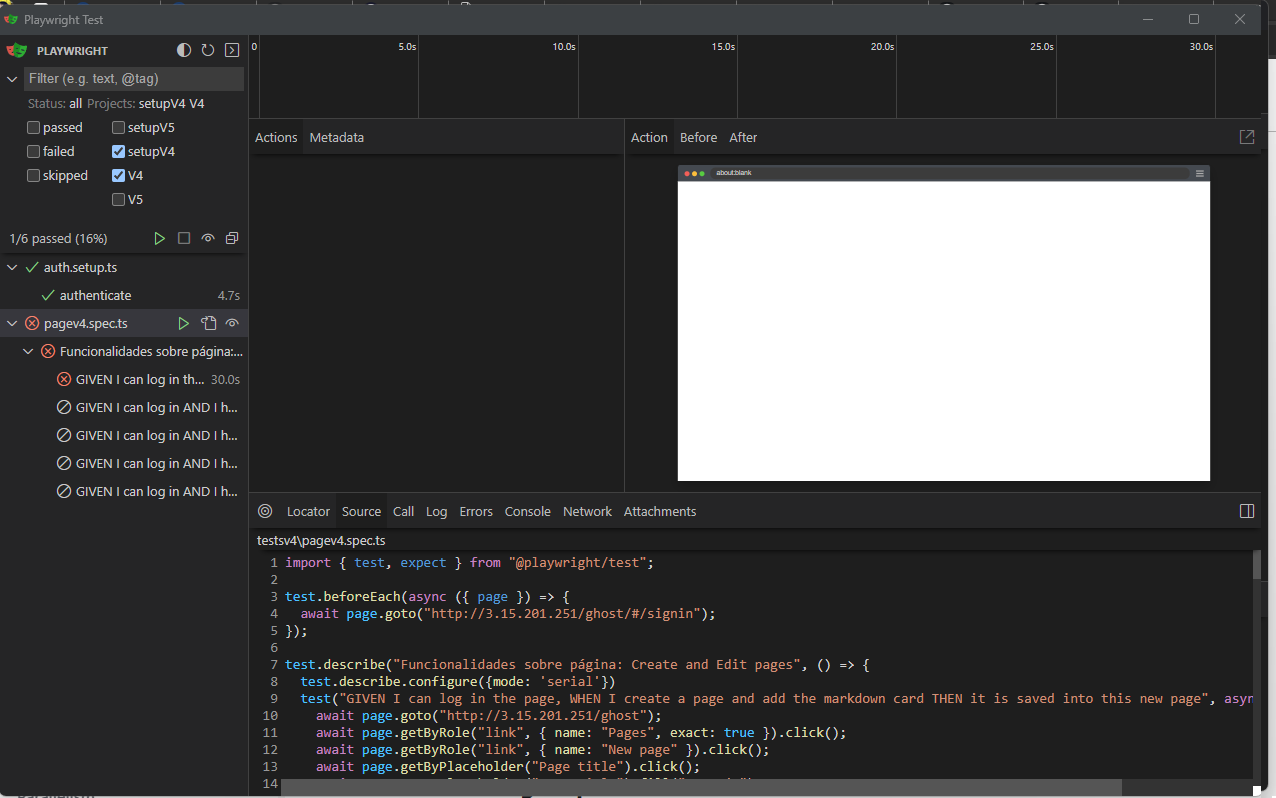 Playwright Test
PLAYWRIGHT
Filter (e.g. text, @tag)
Status: all Projects: setupV4 V4
passed
setupV5
failed
setupV4
skipped
V4
V5
1/6 passed (16%)
auth.setup.ts
authenticate 4.7s
pagev4.spec.ts
Funcionalidades sobre página:...
GIVEN I can log in th... 30.0s
GIVEN I can log in AND I h...
GIVEN I can log in AND I h...
GIVEN I can log in AND I h...
GIVEN I can log in AND I h...
0 5.0s 10.0s 15.0s 20.0s 25.0s 30.0s
Actions Metadata
Action Before After
about:blank
Locator Source Call Log Errors Console Network Attachments
testsv4\pagev4.spec.ts
1 import { test, expect } from "@playwright/test";
2
3 test.beforeEach(async ({ page }) => {
4 await page.goto("http://3.15.201.251/ghost/#/signin");
5 });
6
7 test.describe("Funcionalidades sobre página: Create and Edit pages", () => {
8 test.describe.configure({mode: 'serial'})
9 test("GIVEN I can log in the page, WHEN I create a page and add the markdown card THEN it is saved into this new page", asyn
10 await page.goto("http://3.15.201.251/ghost");
11 await page.getByRole("link", { name: "Pages", exact: true }).click();
12 await page.getByRole("link", { name: "New page" }).click();
13 await page.getByPlaceholder("Page title").click();
14